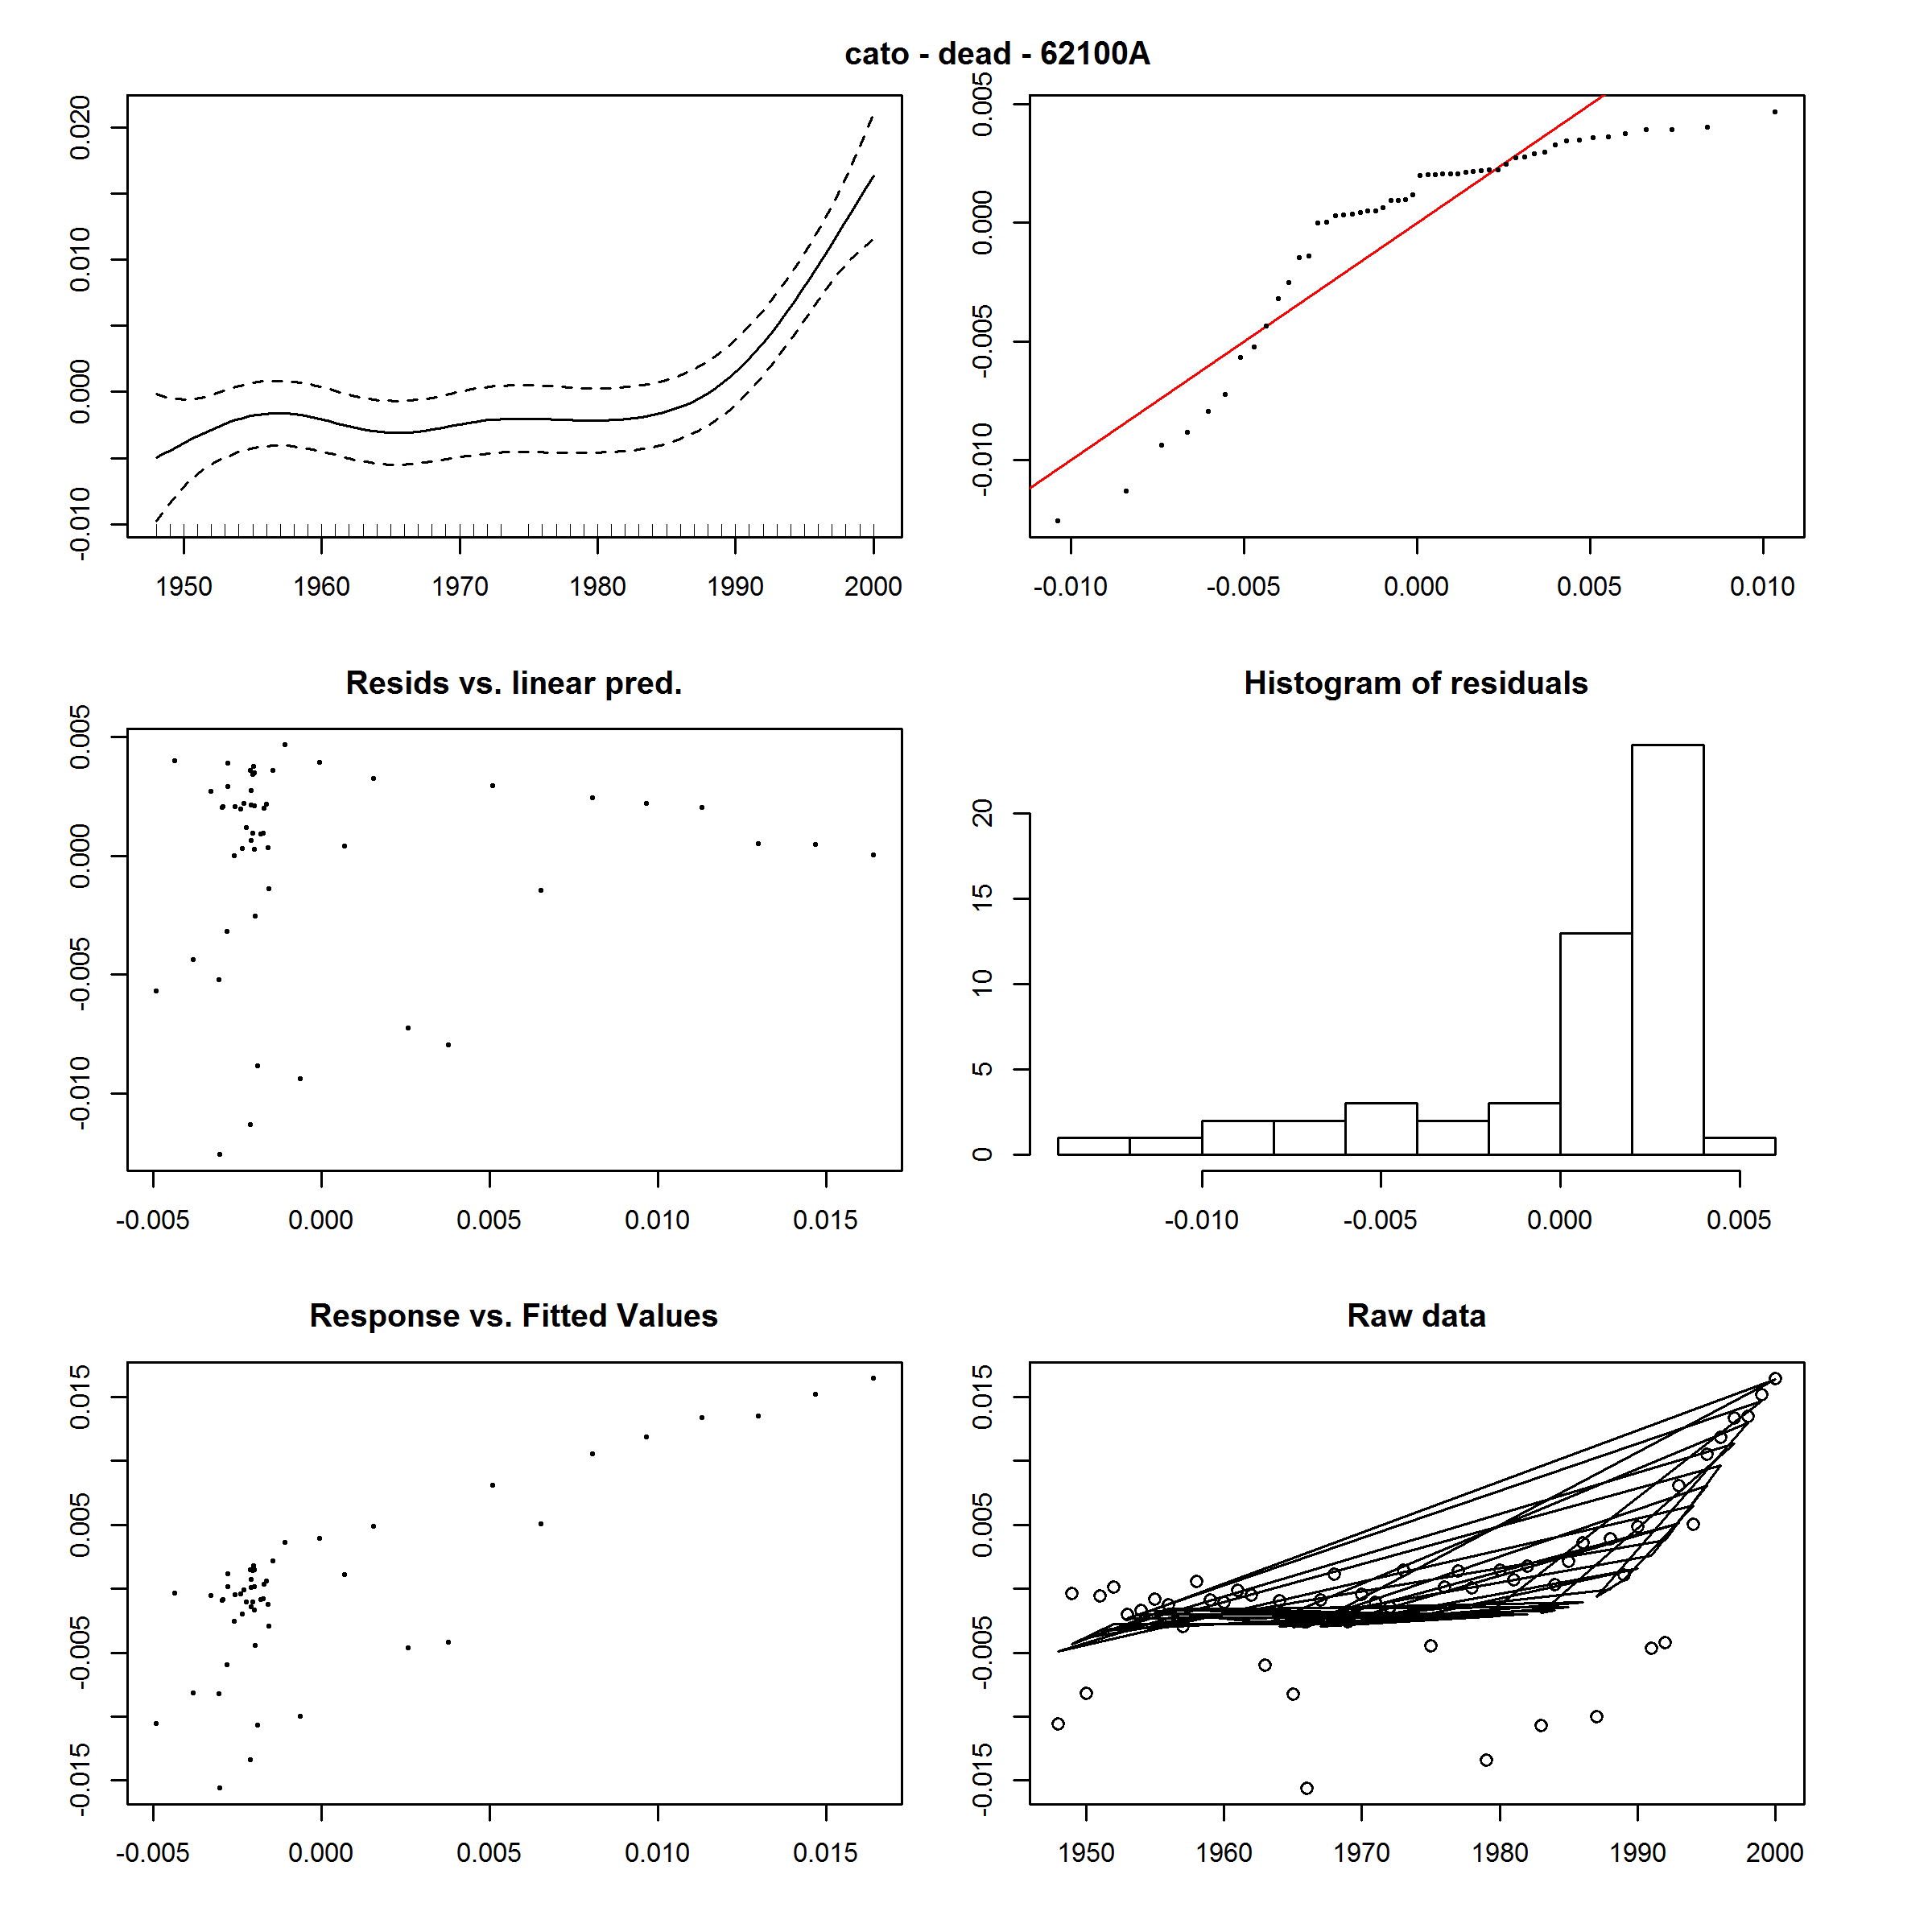 cato - dead - 62100A
0.020
0.010
0.000
-0.010
1950 1960 1970 1980 1990 2000
0.005
0.000
-0.005
-0.010
-0.010 -0.005 0.000 0.005 0.010
Resids vs. linear pred.
0.005
0.000
-0.005
-0.010
-0.005 0.000 0.005 0.010 0.015
Histogram of residuals
20
15
10
5
0
-0.010 -0.005 0.000 0.005
Response vs. Fitted Values
0.015
0.005
-0.005
-0.015
-0.005 0.000 0.005 0.010 0.015
Raw data
0.015
0.005
-0.005
-0.015
1950 1960 1970 1980 1990 2000